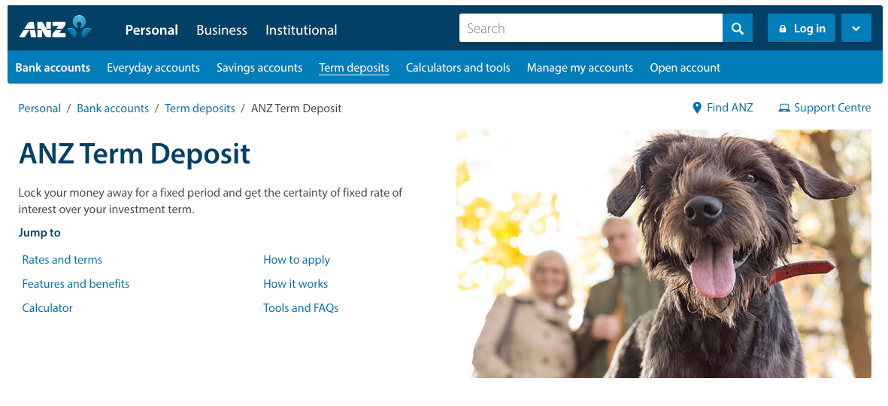 ANZ
Personal Business Institutional
Search
Log in
Bank accounts Everyday accounts Savings accounts Term deposits Calculators and tools Manage my accounts Open account
Personal / Bank accounts / Term deposits / ANZ Term Deposit
Find ANZ Support Centre
ANZ Term Deposit
Lock your money away for a fixed period and get the certainty of fixed rate of
interest over your investment term.
Jump to
Rates and terms
How to apply
Features and benefits
How it works
Calculator
Tools and FAQs